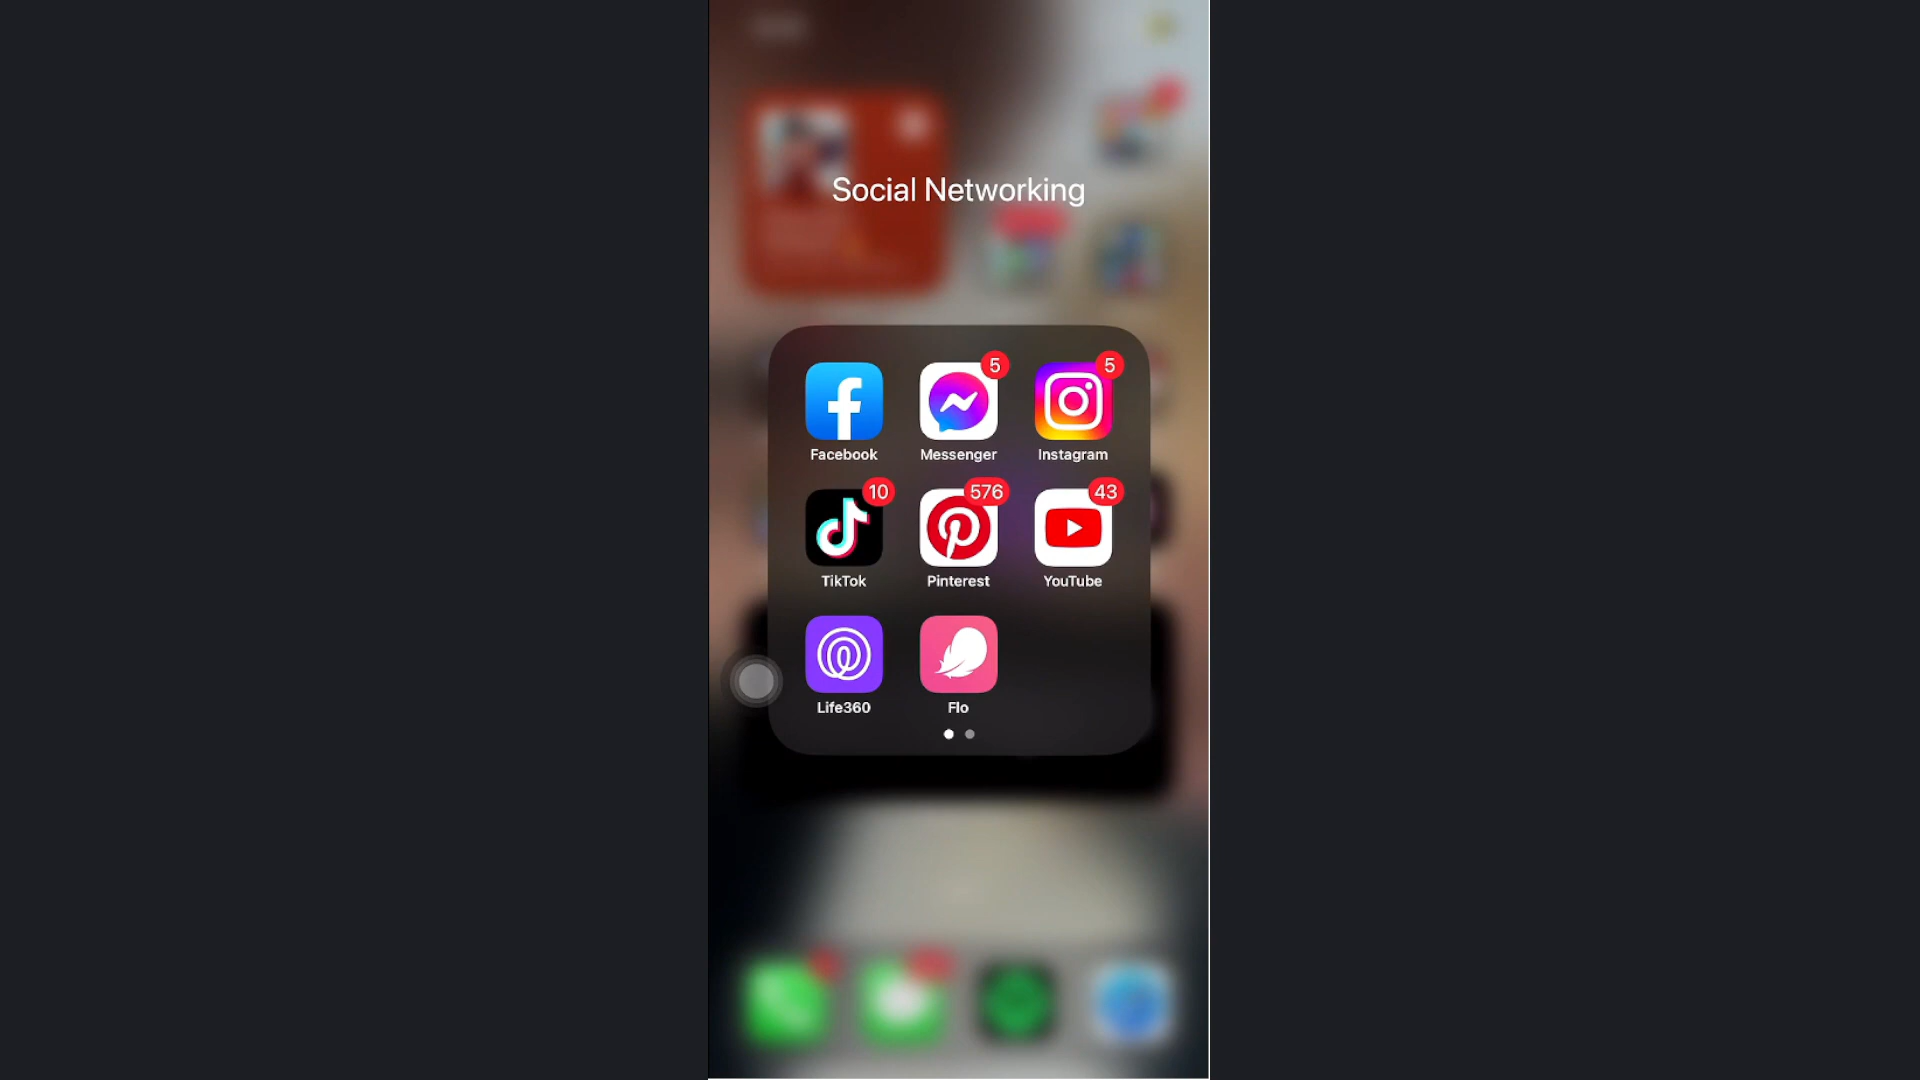 Social Networking
5
5
Facebook
Messenger
Instagram
10
576
43
TikTok
Pinterest
YouTube
Life360
Flo